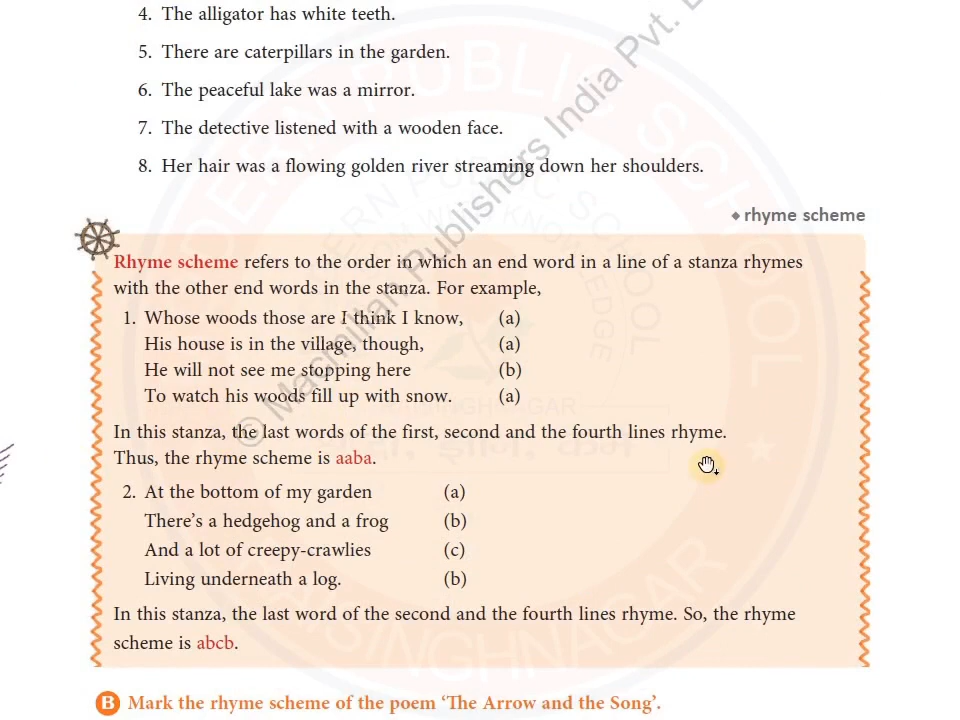 4. The alligator has white teeth.
5. There are caterpillars in the garden.
6. The peaceful lake was a mirror.
7. The detective listened with a wooden face.
8. Her hair was a flowing golden river streaming down her shoulders.
◆ rhyme scheme
Rhyme scheme refers to the order in which an end word in a line of a stanza rhymes
with the other end words in the stanza. For example,
1. Whose woods those are I think I know, (a)
His house is in the village, though, (a)
He will not see me stopping here (b)
To watch his woods fill up with snow. (a)
In this stanza, the last words of the first, second and the fourth lines rhyme.
Thus, the rhyme scheme is aaba.
2. At the bottom of my garden (a)
There's a hedgehog and a frog (b)
And a lot of creepy-crawlies (c)
Living underneath a log. (b)
In this stanza, the last word of the second and the fourth lines rhyme. So, the rhyme
scheme is abcb.
B Mark the rhyme scheme of the poem ‘The Arrow and the Song’.
© Macmillan Publishers India Pvt.